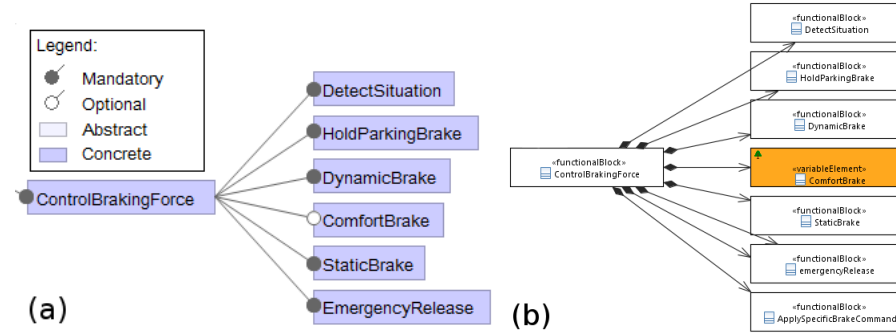 Legend:
Mandatory
Optional
Abstract
Concrete
ControlBrakingForce
DetectSituation
HoldParkingBrake
DynamicBrake
ComfortBrake
StaticBrake
EmergencyRelease
(a)
«functionalBlock»
ControlBrakingForce
«functionalBlock»
DetectSituation
«functionalBlock»
HoldParkingBrake
«functionalBlock»
DynamicBrake
«variableElement»
ComfortBrake
«functionalBlock»
StaticBrake
«functionalBlock»
emergencyRelease
«functionalBlock»
ApplySpecificBrakeCommand
(b)